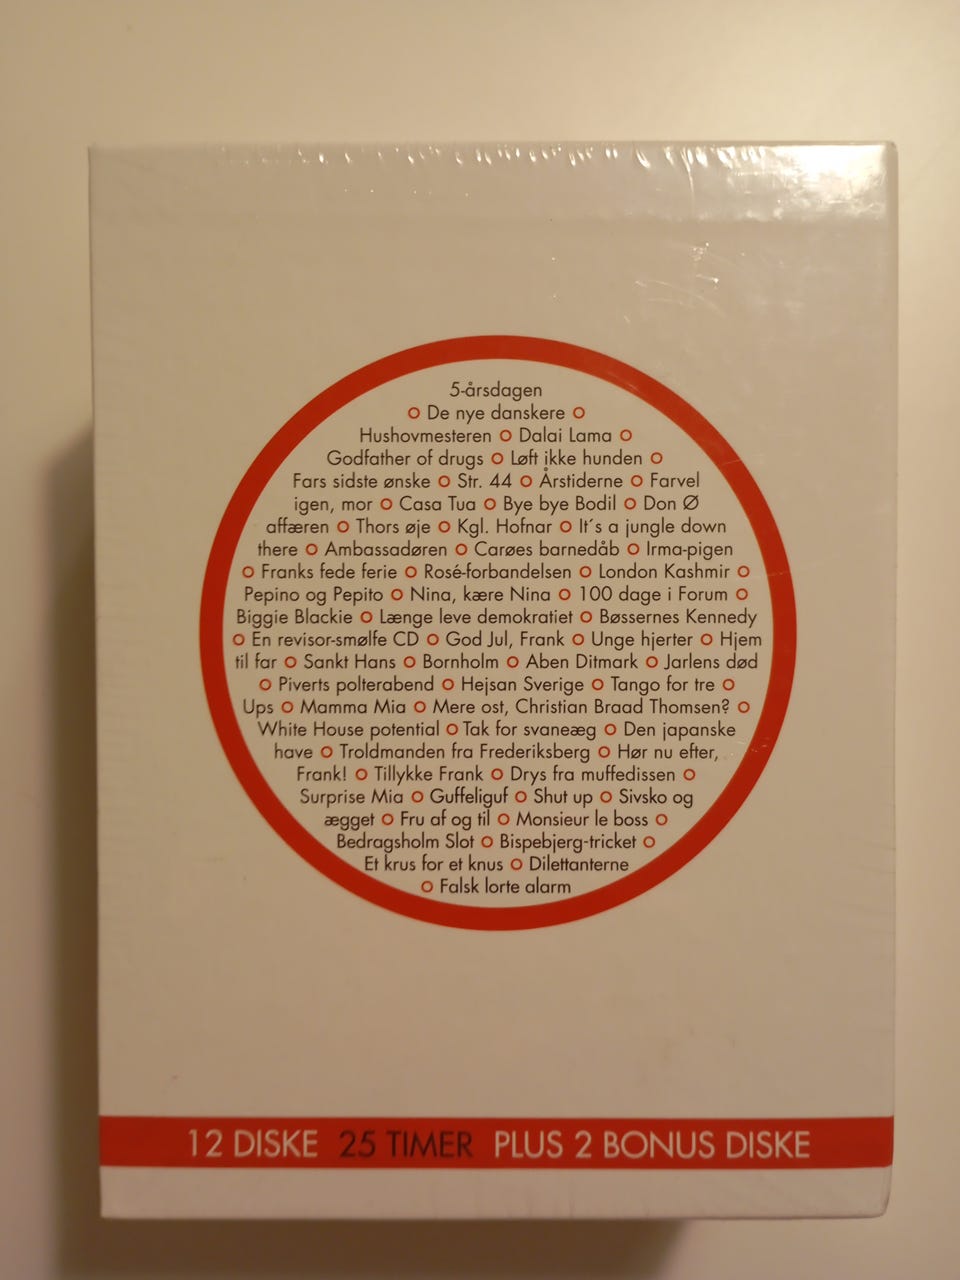 5-årsdagen
O De nye danskere O
Hushovmesteren O Dalai Lama O
Godfather of drugs O Løft ikke hunden O
Fars sidste ønske O Str. 44 O Årstiderne O Farvel
igen, mor O Casa Tua O Bye bye Bodil O Don Ø
affæren O Thors øje O Kgl. Hofnar O It´s a jungle down
there O Ambassadøren O Carøes barnedåb O Irma-pigen
O Franks fede ferie O Rosé-forbandelsen O London Kashmir O
Pepino og Pepito O Nina, kære Nina O 100 dage i Forum O
Biggie Blackie O Længe leve demokratiet O Bøssernes Kennedy
O En revisor-smølfe CD O God Jul, Frank O Unge hjerter O Hjem
til far O Sankt Hans O Bornholm O Aben Ditmark O Jarlens død
O Piverts polterabend O Hejsan Sverige O Tango for tre O
Ups O Mamma Mia O Mere ost, Christian Braad Thomsen? O
White House potential O Tak for svaneæg O Den japanske
have O Troldmanden fra Frederiksberg O Hør nu efter,
Frank! O Tillykke Frank O Drys fra muffedissen O
Surprise Mia O Guffeliguf O Shut up O Sivsko og
ægget O Fru af og til O Monsieur le boss O
Bedragsholm Slot O Bispebjerg-tricket O
Et krus for et knus O Dilettanterne
O Falsk lorte alarm
12 DISKE 25 TIMER PLUS 2 BONUS DISKE